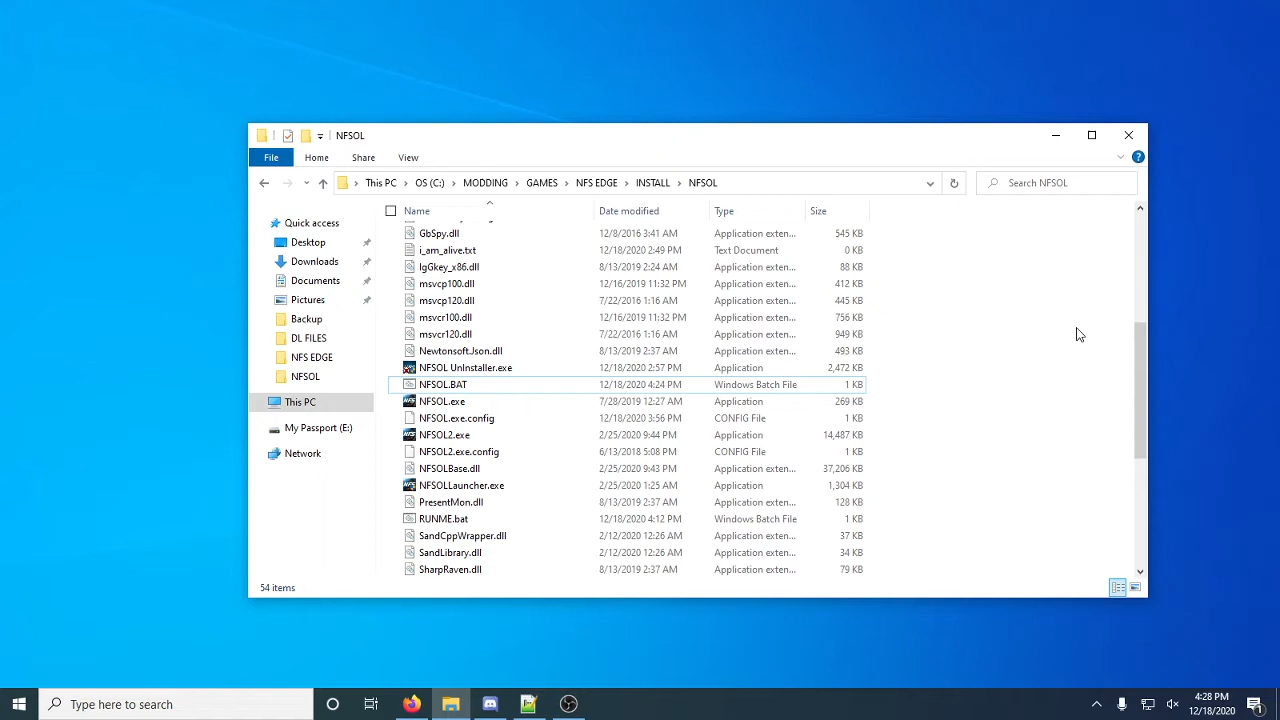 NFSOL
File Home Share View
This PC OS (C:) MODDING GAMES NFS EDGE INSTALL NFSOL Search NFSOL
Name Date modified Type Size
Quick access
Desktop
Downloads
Documents
Pictures
Backup
DL FILES
NFS EDGE
NFSOL
This PC
My Passport (E:)
Network
GbSpy.dll 12/8/2016 3:41 AM Application exten... 545 KB
i_am_alive.txt 12/18/2020 2:49 PM Text Document 0 KB
IgGkey_x86.dll 8/13/2019 2:24 AM Application exten... 88 KB
msvcp100.dll 12/16/2019 11:32 PM Application exten... 412 KB
msvcp120.dll 7/22/2016 1:16 AM Application exten... 445 KB
msvcr100.dll 12/16/2019 11:32 PM Application exten... 756 KB
msvcr120.dll 7/22/2016 1:16 AM Application exten... 949 KB
Newtonsoft.Json.dll 8/13/2019 2:37 AM Application exten... 493 KB
NFSOL UnInstaller.exe 12/18/2020 2:57 PM Application 2,472 KB
NFSOL.BAT 12/18/2020 4:24 PM Windows Batch File 1 KB
NFSOL.exe 7/28/2019 12:27 AM Application 269 KB
NFSOL.exe.config 12/18/2020 3:56 PM CONFIG File 1 KB
NFSOL2.exe 2/25/2020 9:44 PM Application 14,487 KB
NFSOL2.exe.config 6/13/2018 5:08 PM CONFIG File 1 KB
NFSOLBase.dll 2/25/2020 9:43 PM Application exten... 37,206 KB
NFSOLLauncher.exe 2/25/2020 1:25 AM Application 1,304 KB
PresentMon.dll 8/13/2019 2:37 AM Application exten... 128 KB
RUNME.bat 12/18/2020 4:12 PM Windows Batch File 1 KB
SandCppWrapper.dll 2/12/2020 12:26 AM Application exten... 37 KB
SandLibrary.dll 2/12/2020 12:26 AM Application exten... 34 KB
SharpRaven.dll 8/13/2019 2:37 AM Application exten... 79 KB
54 items
Type here to search
4:28 PM
12/18/2020
1